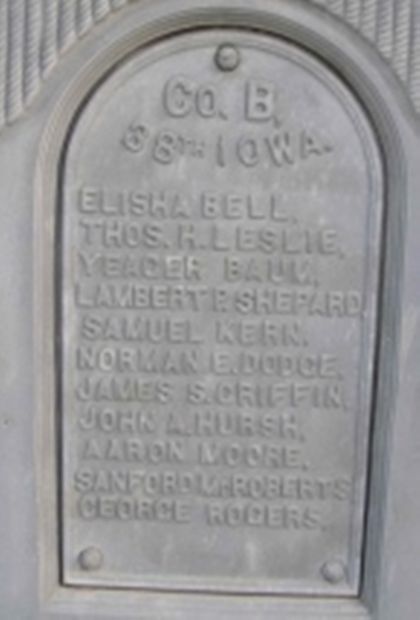 Co. B,
38TH IOWA.
ELISHA BELL,
THOS. H. LESLIE,
YEAGER BAUM,
LAMBERT P. SHEPARD,
SAMUEL KERN.
NORMAN E. DODGE,
JAMES S. GRIFFIN,
JOHN A. HURSH,
AARON MOORE,
SANFORD McROBERTS
GEORGE ROGERS.